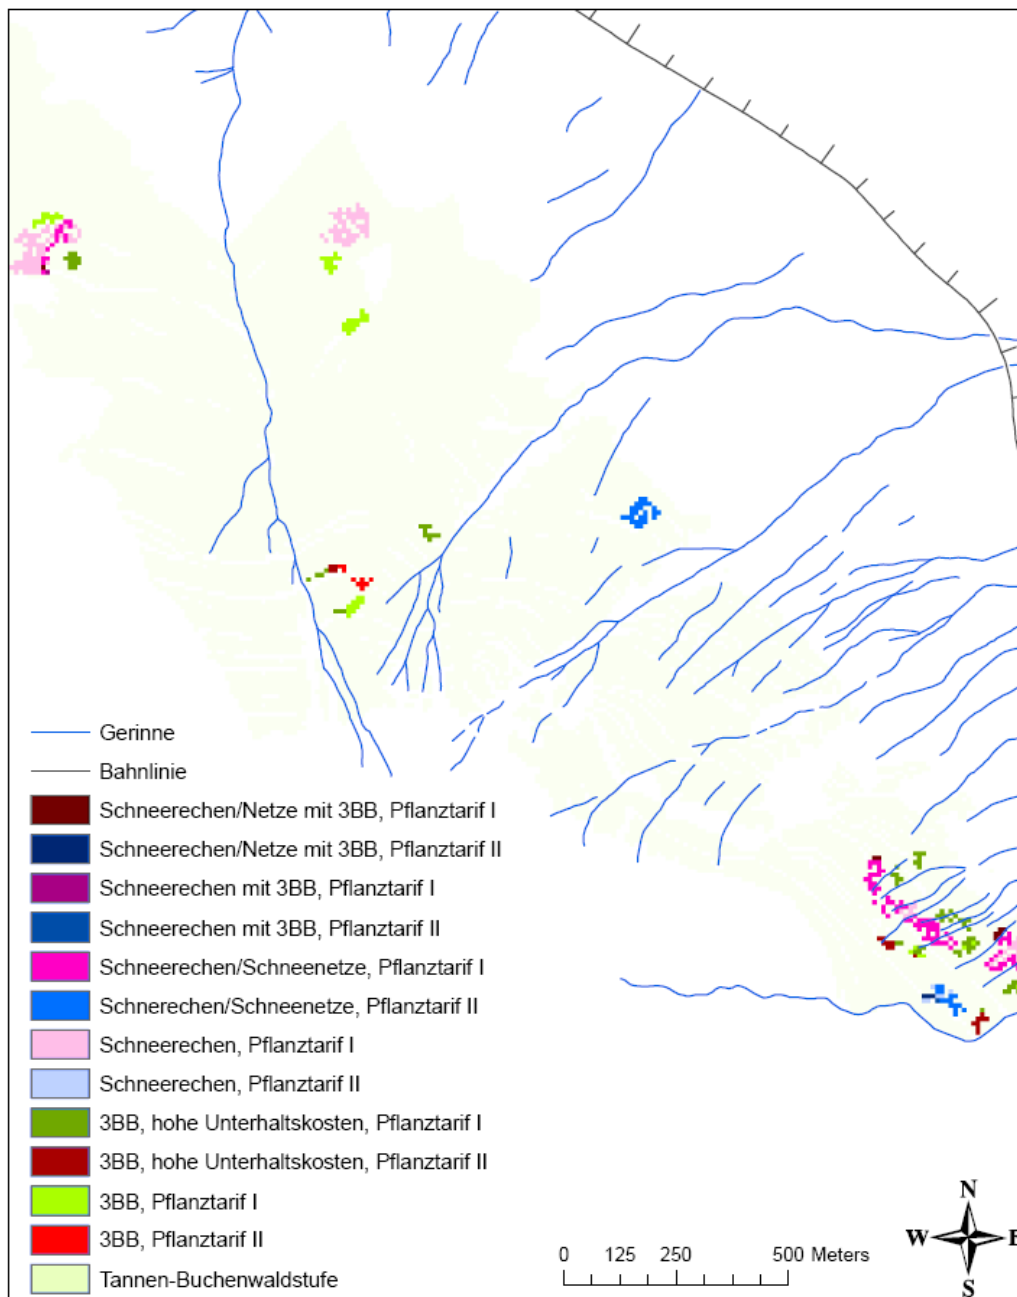 Gerinne
Bahnlinie
Schneerechen/Netze mit 3BB, Pflanztarif I
Schneerechen/Netze mit 3BB, Pflanztarif II
Schneerechen mit 3BB, Pflanztarif I
Schneerechen mit 3BB, Pflanztarif II
Schneerechen/Schneenetze, Pflanztarif I
Schnerechen/Schneenetze, Pflanztarif II
Schneerechen, Pflanztarif I
Schneerechen, Pflanztarif II
3BB, hohe Unterhaltskosten, Pflanztarif I
3BB, hohe Unterhaltskosten, Pflanztarif II
3BB, Pflanztarif I
3BB, Pflanztarif II
Tannen-Buchenwaldstufe
0 125 250 500 Meters
N
W E
S